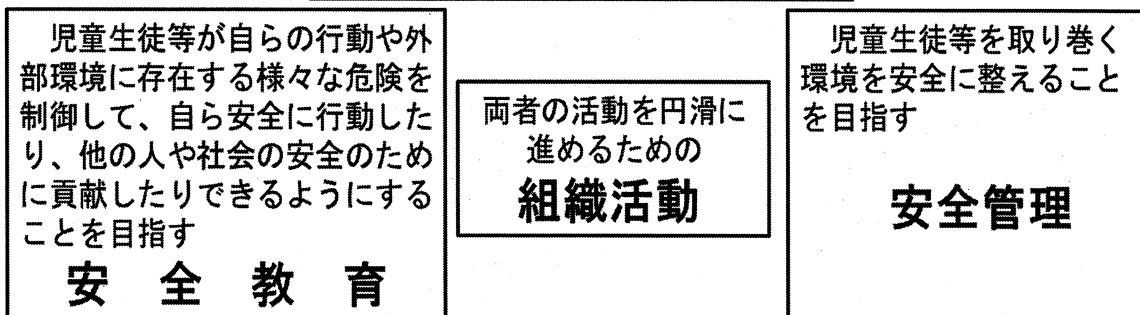 児童生徒等が自らの行動や外
部環境に存在する様々な危険を
制御して、自ら安全に行動した
り、他の人や社会の安全のため
に貢献したりできるようにする
ことを目指す
安全教育
両者の活動を円滑に
進めるための
組織活動
児童生徒等を取り巻く
環境を安全に整えること
を目指す
安全管理